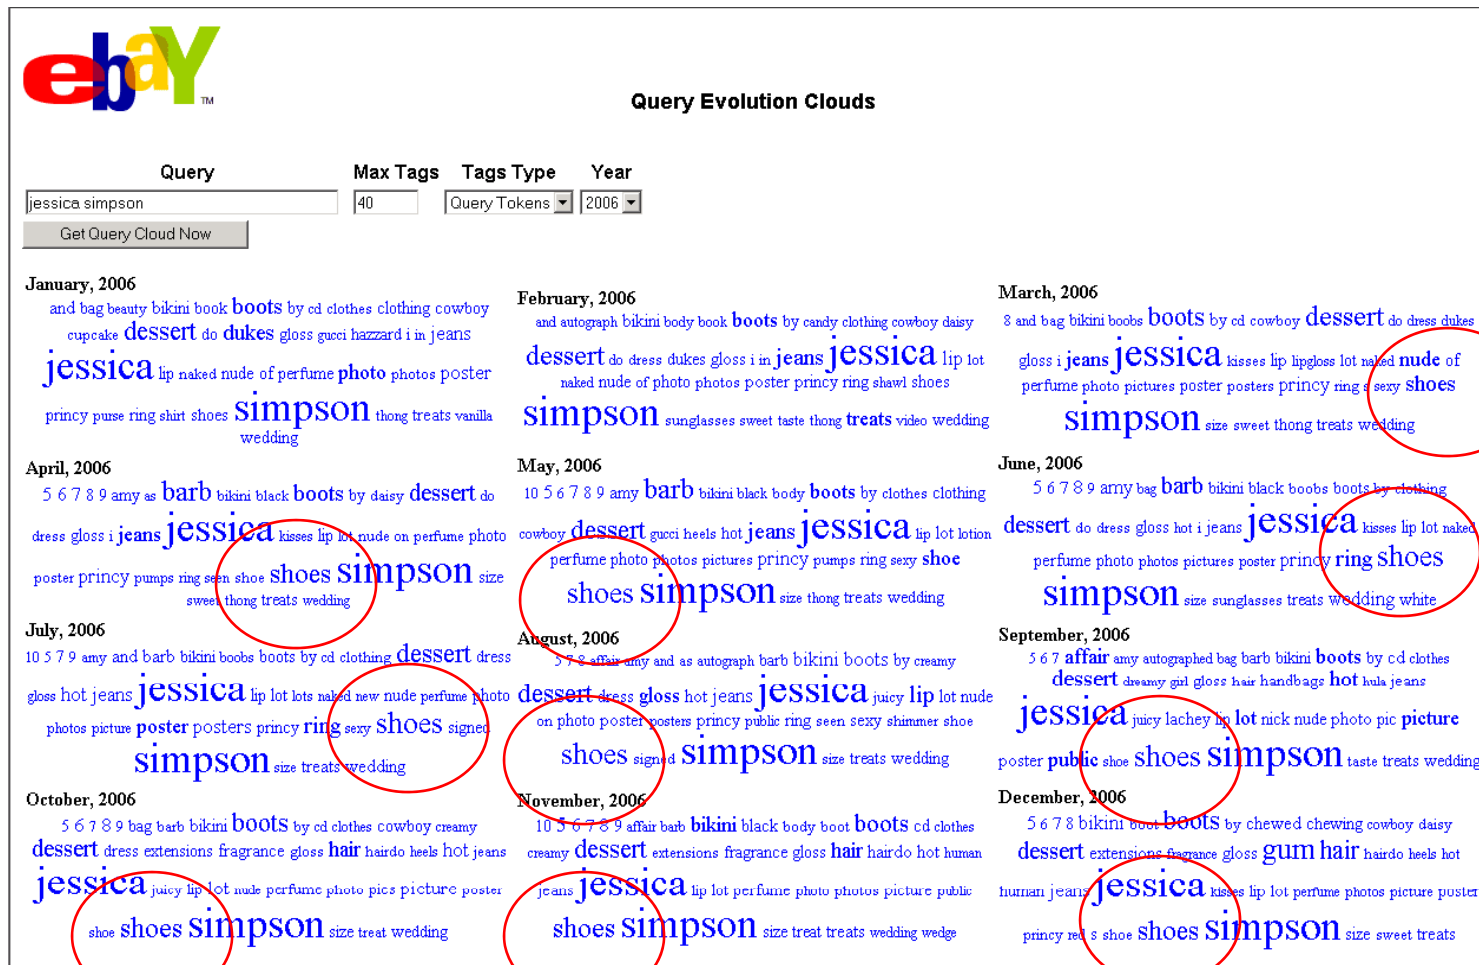 ebaY™
Query Evolution Clouds
Query Max Tags Tags Type Year
jessica simpson 40 Query Tokens 2006
Get Query Cloud Now
January, 2006
and bag beauty bikini book boots by cd clothes clothing cowboy
cupcake dessert do dukes gloss gucci hazzard i in jeans
jessica lip naked nude of perfume photo photos poster
princy purse ring shirt shoes simpson thong treats vanilla
wedding
February, 2006
and autograph bikini body book boots by candy clothing cowboy daisy
dessert do dress dukes gloss i in jeans jessica lip lot
naked nude of photo photos poster princy ring shawl shoes
simpson sunglasses sweet taste thong treats video wedding
March, 2006
8 and bag bikini boobs boots by cd cowboy dessert do dress dukes
gloss i jeans jessica kisses lip lipgloss lot naked nude of
perfume photo pictures poster posters princy ring s sexy shoes
simpson size sweet thong treats wedding
April, 2006
5 6 7 8 9 amy as barb bikini black boots by daisy dessert do
dress gloss i jeans jessica kisses lip lot nude on perfume photo
poster princy pumps ring seen shoe shoes simpson size
sweet thong treats wedding
May, 2006
10 5 6 7 8 9 amy barb bikini black body boots by clothes clothing
cowboy dessert gucci heels hot jeans jessica lip lot lotion
perfume photo photos pictures princy pumps ring sexy shoe
shoes simpson size thong treats wedding
June, 2006
5 6 7 8 9 amy bag barb bikini black boobs boots by clothing
dessert do dress gloss hot i jeans jessica kisses lip lot naked
perfume photo photos pictures poster princy ring shoes
simpson size sunglasses treats wedding white
July, 2006
10 5 7 9 amy and barb bikini boobs boots by cd clothing dessert dress
gloss hot jeans jessica lip lot lots naked new nude perfume photo
photos picture poster posters princy ring sexy shoes signed
simpson size treats wedding
August, 2006
5 7 8 affair amy and as autograph barb bikini boots by creamy
dessert dress gloss hot jeans jessica juicy lip lot nude
on photo poster posters princy public ring seen sexy shimmer shoe
shoes signed simpson size treats wedding
September, 2006
5 6 7 affair amy autographed bag barb bikini boots by cd clothes
dessert dreamy girl gloss hair handbags hot hula jeans
jessica juicy lachey lip lot nick nude photo pic picture
poster public shoe shoes simpson taste treats wedding
October, 2006
5 6 7 8 9 bag barb bikini boots by cd clothes cowboy creamy
dessert dress extensions fragrance gloss hair hairdo heels hot jeans
jessica juicy lip lot nude perfume photo pics picture poster
shoe shoes simpson size treat wedding
November, 2006
10 5 6 7 8 9 affair barb bikini black body boot boots cd clothes
creamy dessert extensions fragrance gloss hair hairdo hot human
jeans jessica lip lot perfume photo photos picture public
shoes simpson size treat treats wedding wedge
December, 2006
5 6 7 8 bikini boot boots by chewed chewing cowboy daisy
dessert extensions fragrance gloss gum hair hairdo heels hot
human jeans jessica kisses lip lot perfume photos picture poster
princy red s shoe shoes simpson size sweet treats